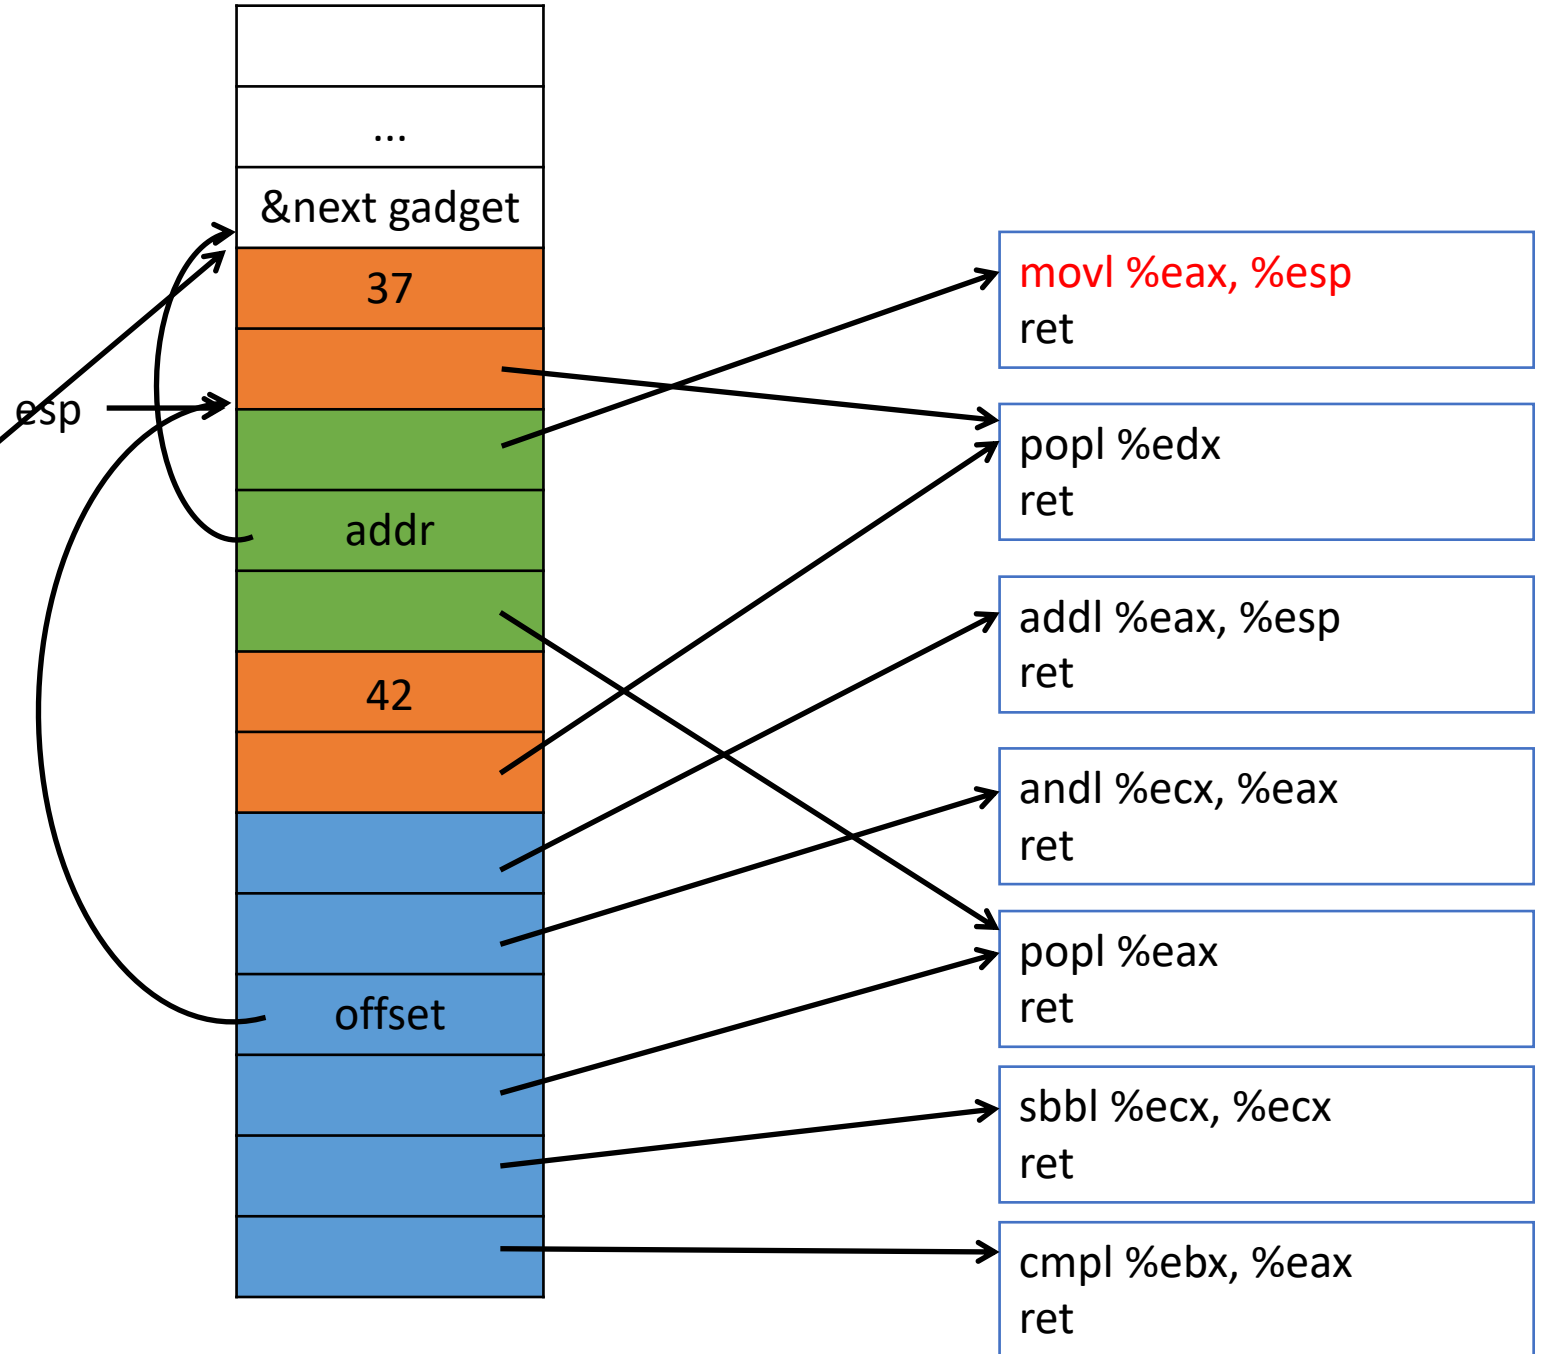 ...
&next gadget
37
esp
addr
42
offset
movl %eax, %esp
ret
popl %edx
ret
addl %eax, %esp
ret
andl %ecx, %eax
ret
popl %eax
ret
sbbl %ecx, %ecx
ret
cmpl %ebx, %eax
ret